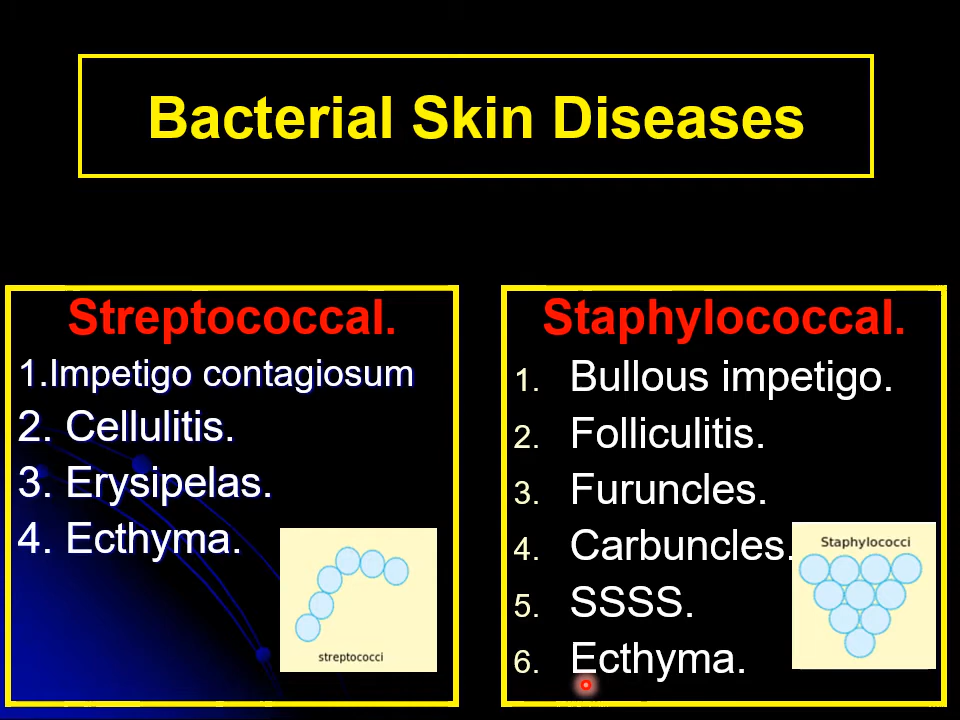 Bacterial Skin Diseases
Streptococcal.
1.Impetigo contagiosum
2. Cellulitis.
3. Erysipelas.
4. Ecthyma.
streptococci
Staphylococcal.
1. Bullous impetigo.
2. Folliculitis.
3. Furuncles.
4. Carbuncles.
5. SSSS.
6. Ecthyma.
Staphylococci